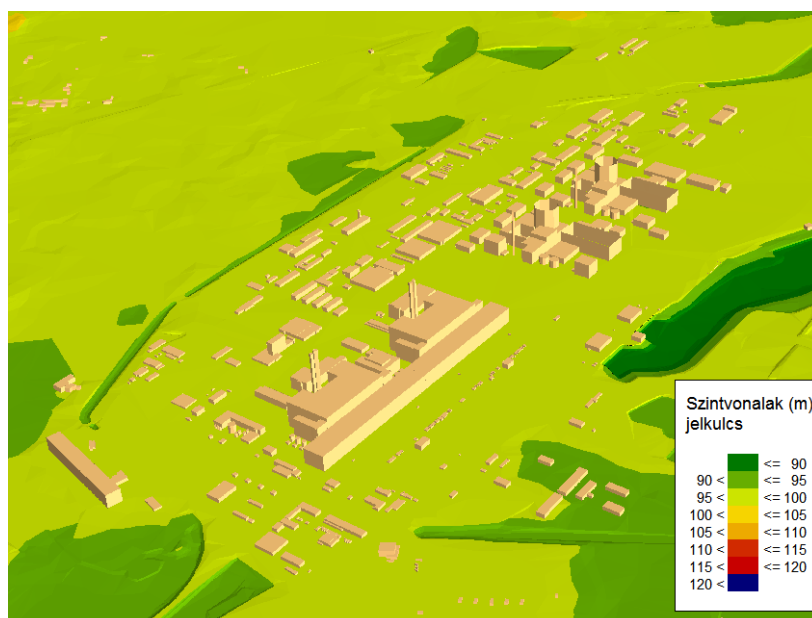 Szintvonalak (m)
jelkulcs
<= 90
90 < <= 95
95 < <= 100
100 < <= 105
105 < <= 110
110 < <= 115
115 < <= 120
120 <